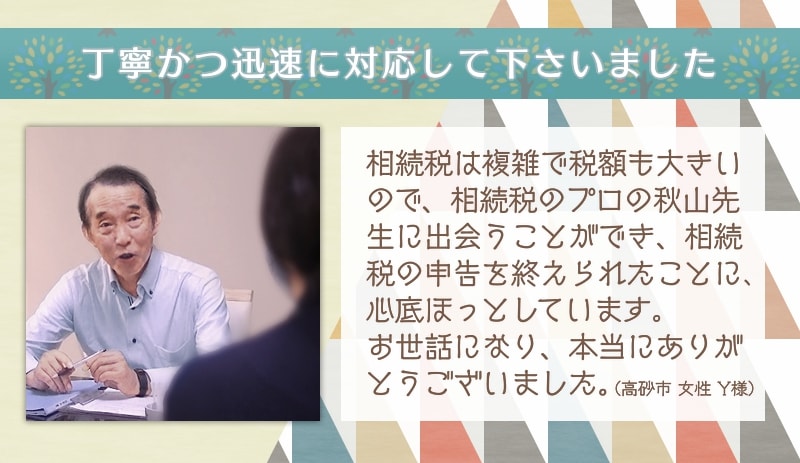 丁寧かつ迅速に対応して下さいました
相続税は複雑で税額も大きい
ので、相続税のプロの秋山先
生に出会うことができ、相続
税の申告を終えられたことに、
心底ほっとしています。
お世話になり、本当にありが
とうございました。(高砂市 女性 Y様)